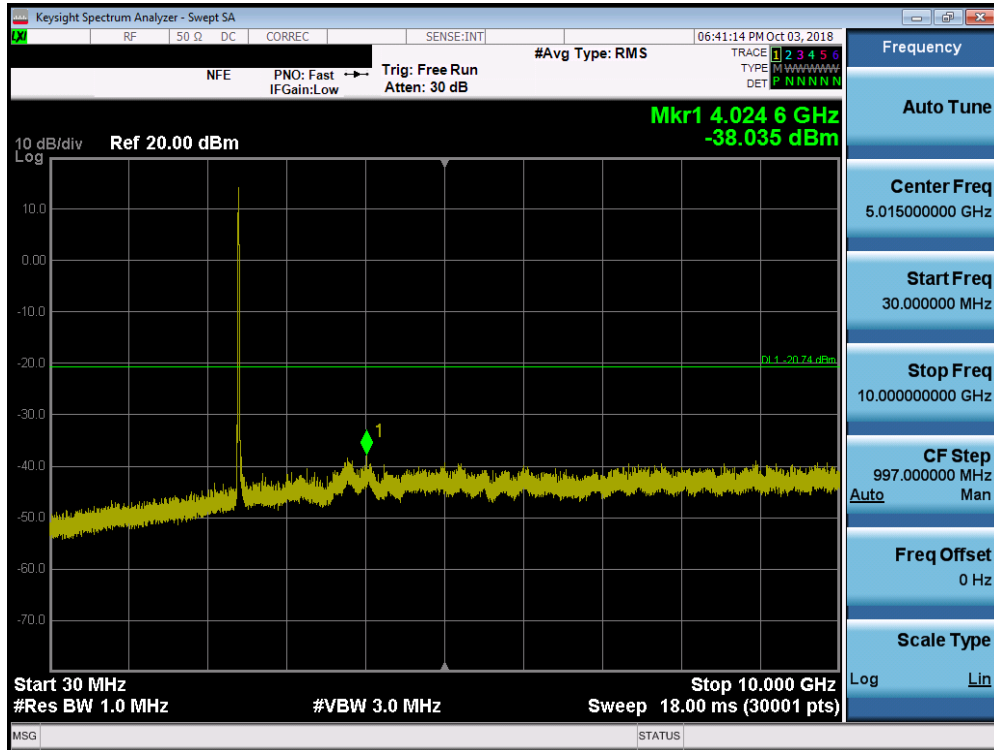 Keysight Spectrum Analyzer - Swept SA
LXI RF 50 Ω DC CORREC SENSE:INT 06:41:14 PM Oct 03, 2018
#Avg Type: RMS TRACE 1 2 3 4 5 6
NFE PNO: Fast Trig: Free Run TYPE M W W W W W
IFGain:Low Atten: 30 dB DET P N N N N N
Mkr1 4.024 6 GHz
-38.035 dBm
10 dB/div Ref 20.00 dBm
Log
10.0
0.00
-10.0
-20.0
DL1 -20.74 dBm
-30.0
1
-40.0
-50.0
-60.0
-70.0
Start 30 MHz Stop 10.000 GHz
#Res BW 1.0 MHz #VBW 3.0 MHz Sweep 18.00 ms (30001 pts)
MSG STATUS
Frequency
Auto Tune
Center Freq
5.015000000 GHz
Start Freq
30.000000 MHz
Stop Freq
10.000000000 GHz
CF Step
997.000000 MHz
Auto Man
Freq Offset
0 Hz
Scale Type
Log Lin